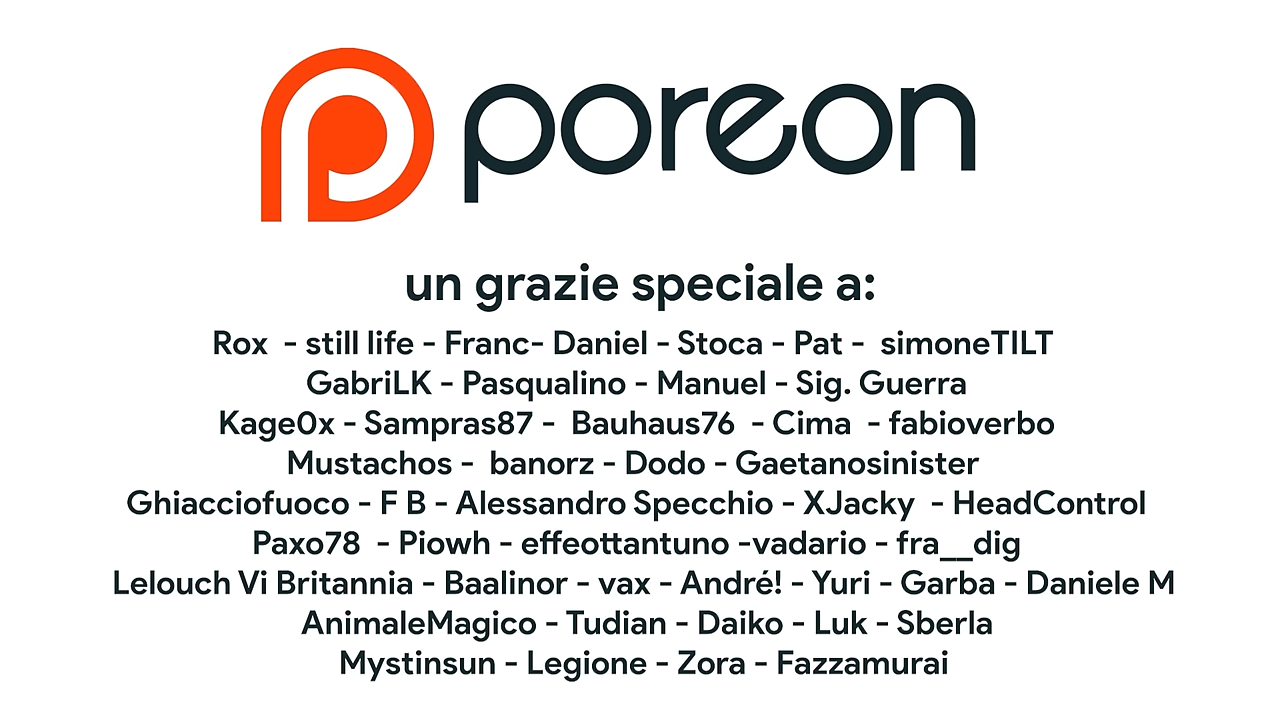 poreon
un grazie speciale a:
Rox - still life - Franc- Daniel - Stoca - Pat - simoneTILT
GabriLK - Pasqualino - Manuel - Sig. Guerra
Kage0x - Sampras87 - Bauhaus76 - Cima - fabioverbo
Mustachos - banorz - Dodo - Gaetanosinister
Ghiacciofuoco - F B - Alessandro Specchio - XJacky - HeadControl
Paxo78 - Piowh - effeottantuno -vadario - fra__dig
Lelouch Vi Britannia - Baalinor - vax - André! - Yuri - Garba - Daniele M
AnimaleMagico - Tudian - Daiko - Luk - Sberla
Mystinsun - Legione - Zora - Fazzamurai